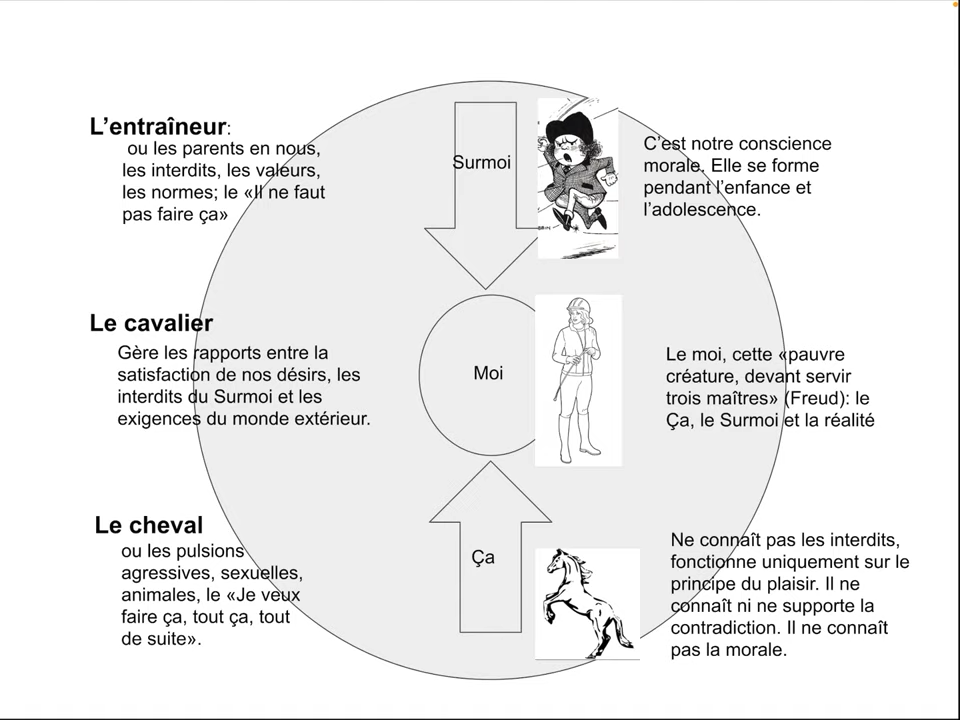 L’entraîneur:
ou les parents en nous,
les interdits, les valeurs,
les normes; le «Il ne faut
pas faire ça»
Surmoi
C’est notre conscience
morale. Elle se forme
pendant l’enfance et
l’adolescence.
Le cavalier
Gère les rapports entre la
satisfaction de nos désirs, les
interdits du Surmoi et les
exigences du monde extérieur.
Moi
Le moi, cette «pauvre
créature, devant servir
trois maîtres» (Freud): le
Ça, le Surmoi et la réalité
Le cheval
ou les pulsions
agressives, sexuelles,
animales, le «Je veux
faire ça, tout ça, tout
de suite».
Ça
Ne connaît pas les interdits,
fonctionne uniquement sur le
principe du plaisir. Il ne
connaît ni ne supporte la
contradiction. Il ne connaît
pas la morale.